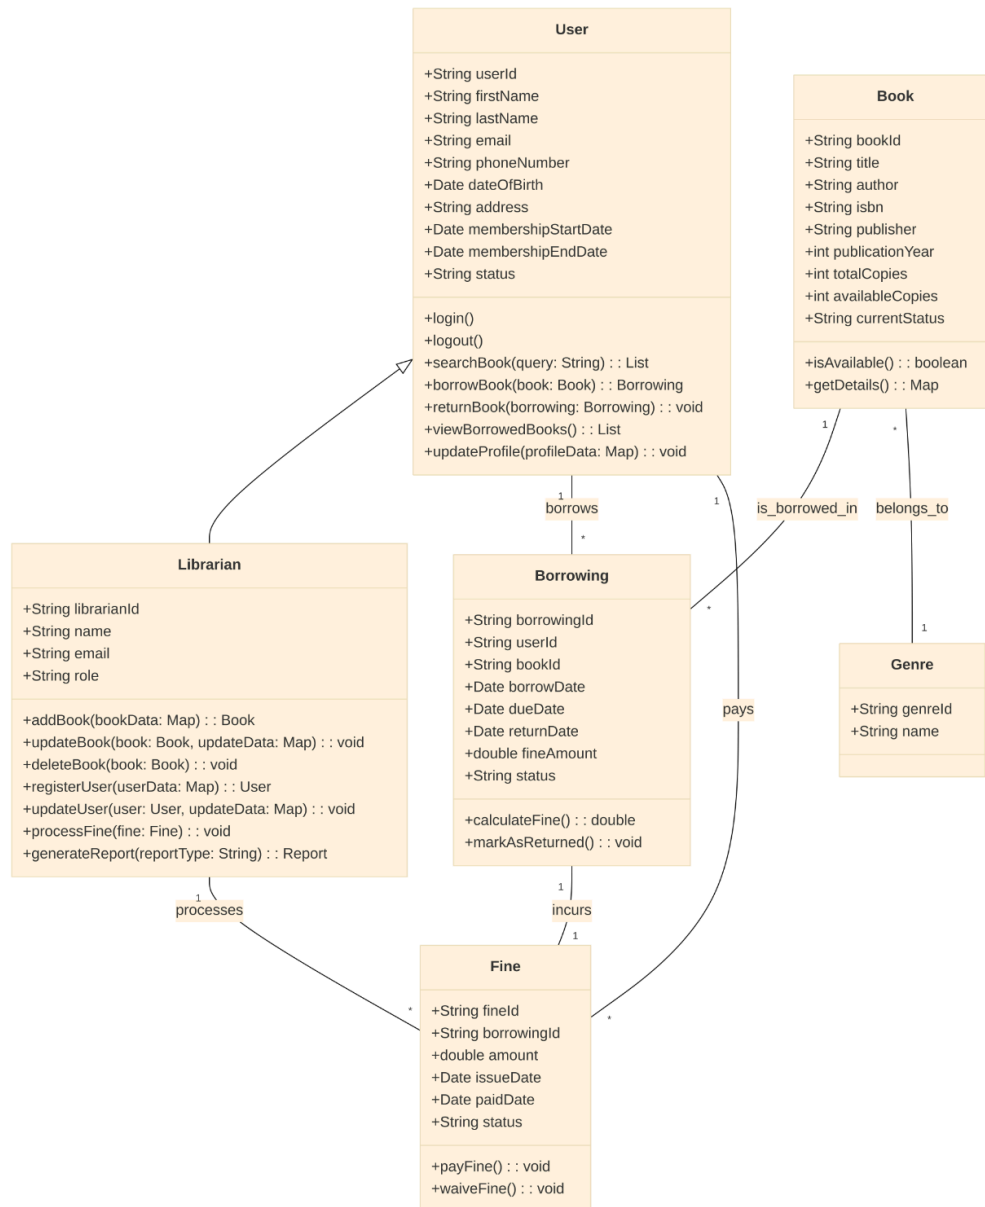 User
+String userId
+String firstName
+String lastName
+String email
+String phoneNumber
+Date dateOfBirth
+String address
+Date membershipStartDate
+Date membershipEndDate
+String status
+login()
+logout()
+searchBook(query: String) : : List
+borrowBook(book: Book) : : Borrowing
+returnBook(borrowing: Borrowing) : : void
+viewBorrowedBooks() : : List
+updateProfile(profileData: Map) : : void
Book
+String bookId
+String title
+String author
+String isbn
+String publisher
+int publicationYear
+int totalCopies
+int availableCopies
+String currentStatus
+isAvailable() : : boolean
+getDetails() : : Map
1
*
1
1
borrows
*
is_borrowed_in
belongs_to
*
1
Librarian
+String librarianId
+String name
+String email
+String role
+addBook(bookData: Map) : : Book
+updateBook(book: Book, updateData: Map) : : void
+deleteBook(book: Book) : : void
+registerUser(userData: Map) : : User
+updateUser(user: User, updateData: Map) : : void
+processFine(fine: Fine) : : void
+generateReport(reportType: String) : : Report
Borrowing
+String borrowingId
+String userId
+String bookId
+Date borrowDate
+Date dueDate
+Date returnDate
+double fineAmount
+String status
+calculateFine() : : double
+markAsReturned() : : void
pays
Genre
+String genreId
+String name
1
processes
1
incurs
1
*
*
Fine
+String fineId
+String borrowingId
+double amount
+Date issueDate
+Date paidDate
+String status
+payFine() : : void
+waiveFine() : : void